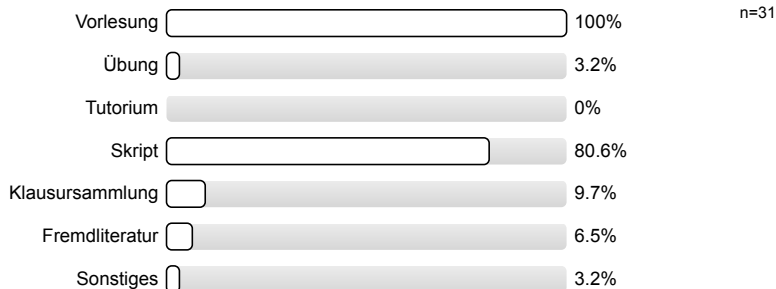 n=31
Vorlesung 100%
Übung 3.2%
Tutorium 0%
Skript 80.6%
Klausursammlung 9.7%
Fremdliteratur 6.5%
Sonstiges 3.2%